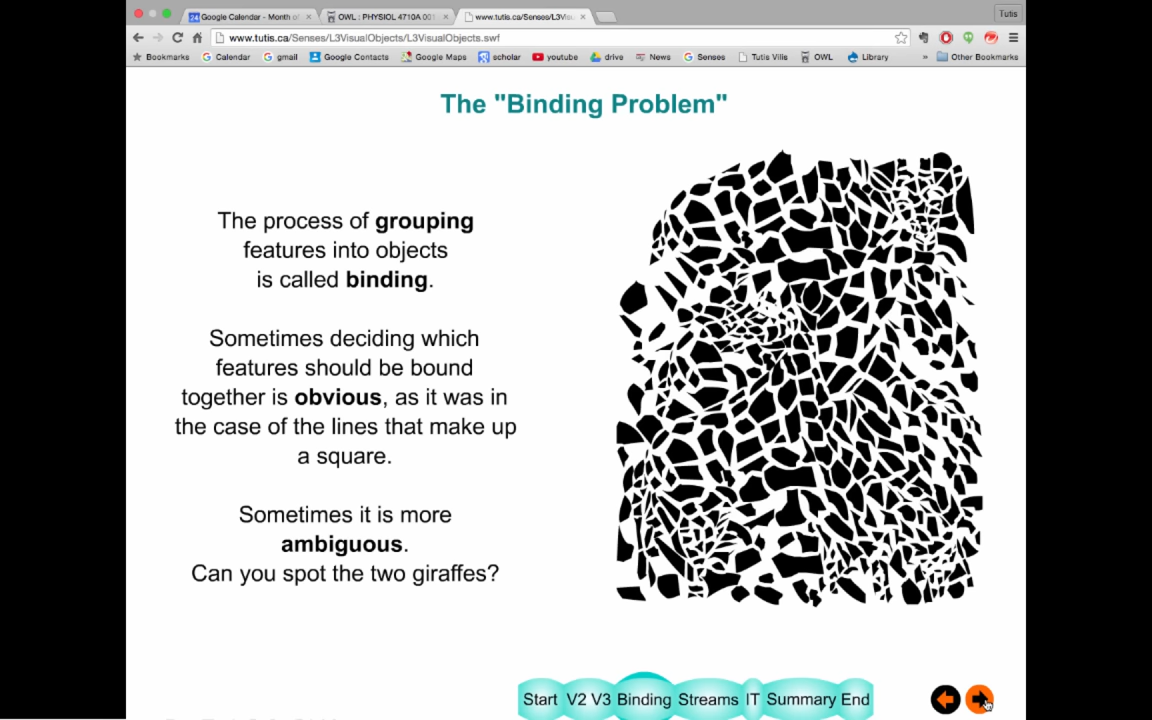 24 Google Calendar - Month of
OWL : PHYSIOL 4710A 001
www.tutis.ca/Senses/L3Visu
Tutis
www.tutis.ca/Senses/L3VisualObjects/L3VisualObjects.swf
Bookmarks Calendar gmail Google Contacts Google Maps scholar youtube drive News Senses Tutis Vilis OWL Library » Other Bookmarks
The "Binding Problem"
The process of grouping
features into objects
is called binding.
Sometimes deciding which
features should be bound
together is obvious, as it was in
the case of the lines that make up
a square.
Sometimes it is more
ambiguous.
Can you spot the two giraffes?
Start V2 V3 Binding Streams IT Summary End